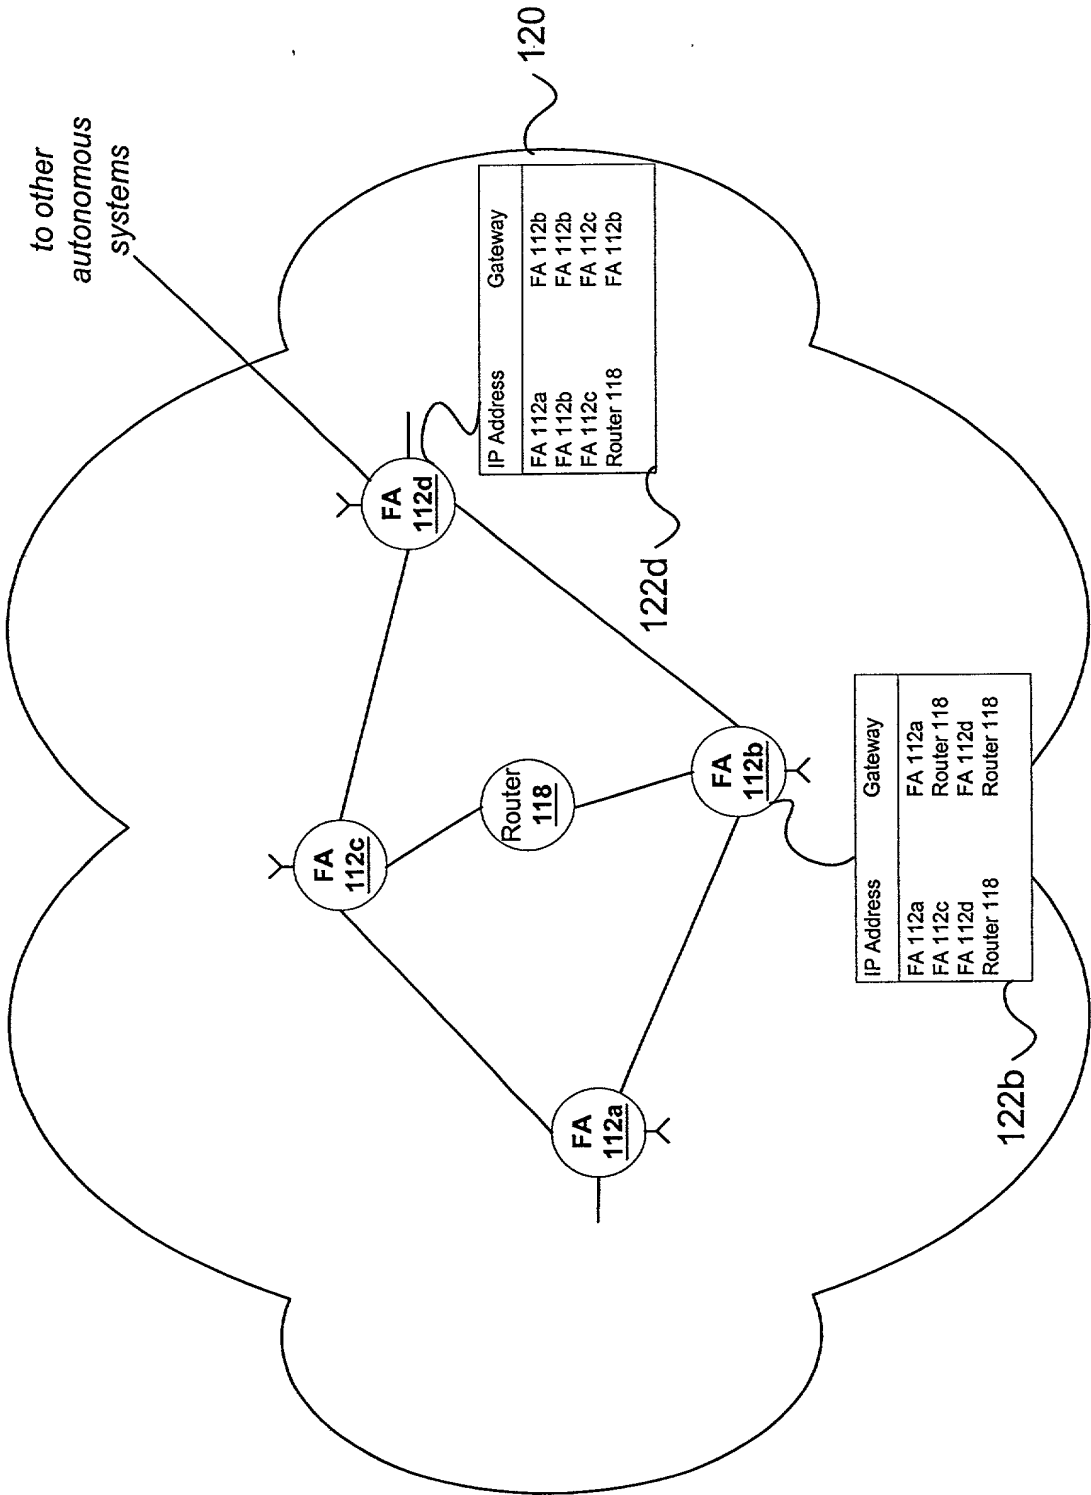 to other
autonomous
systems
120
FA
112d
IP Address Gateway
FA 112a FA 112b
FA 112b FA 112b
FA 112c FA 112c
Router 118 FA 112b
122d
FA
112c
Router
118
FA
112b
IP Address Gateway
FA 112a FA 112a
FA 112c Router 118
FA 112d FA 112d
Router 118 Router 118
122b
FA
112a